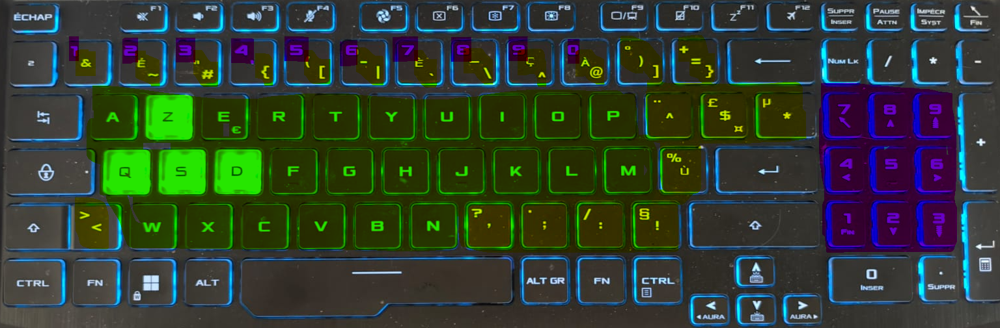 ÉCHAP F1 F2 F3 F4 F5 F6 F7 F8 F9 F10 F11 F12 SUPPR INSER PAUSE ATTN IMPÉCR SYST FIN
2 1 & 2 É ~ 3 " # 4 ' { 5 ( [ 6 - | 7 È ` 8 _ \ 9 Ç ^ 0 À @ ° ) ] + = } NUM LK / * -
A Z E € R T Y U I O P ¨ ^ £ $ ¤ µ * 7 8 9 +
Q S D F G H J K L M % Ù 4 5 6
> < W X C V B N ? , . ; / : § ! 1 FIN 2 3
CTRL FN ALT ALT GR FN CTRL 0 INSER . SUPPR
AURA AURA